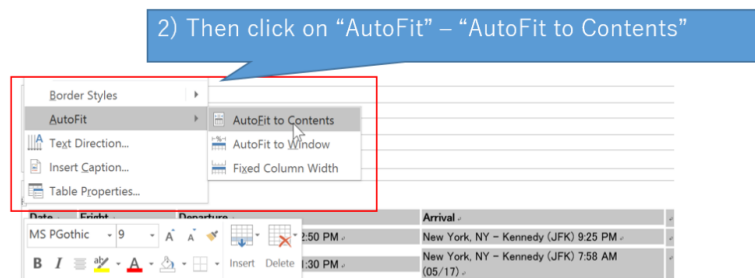 2) Then click on “AutoFit” – “AutoFit to Contents”
Border Styles
AutoFit
AutoFit to Contents
Text Direction...
AutoFit to Window
Insert Caption...
Fixed Column Width
Table Properties...
Date Fright Departure Arrival
MS PGothic 9 A A
2:50 PM New York, NY – Kennedy (JFK) 9:25 PM
B I ab A Insert Delete
:30 PM New York, NY – Kennedy (JFK) 7:58 AM
(05/17)